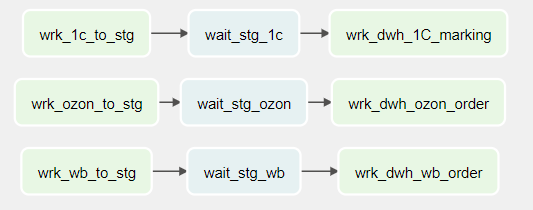 wrk_1c_to_stg wait_stg_1c wrk_dwh_1C_marking
wrk_ozon_to_stg wait_stg_ozon wrk_dwh_ozon_order
wrk_wb_to_stg wait_stg_wb wrk_dwh_wb_order